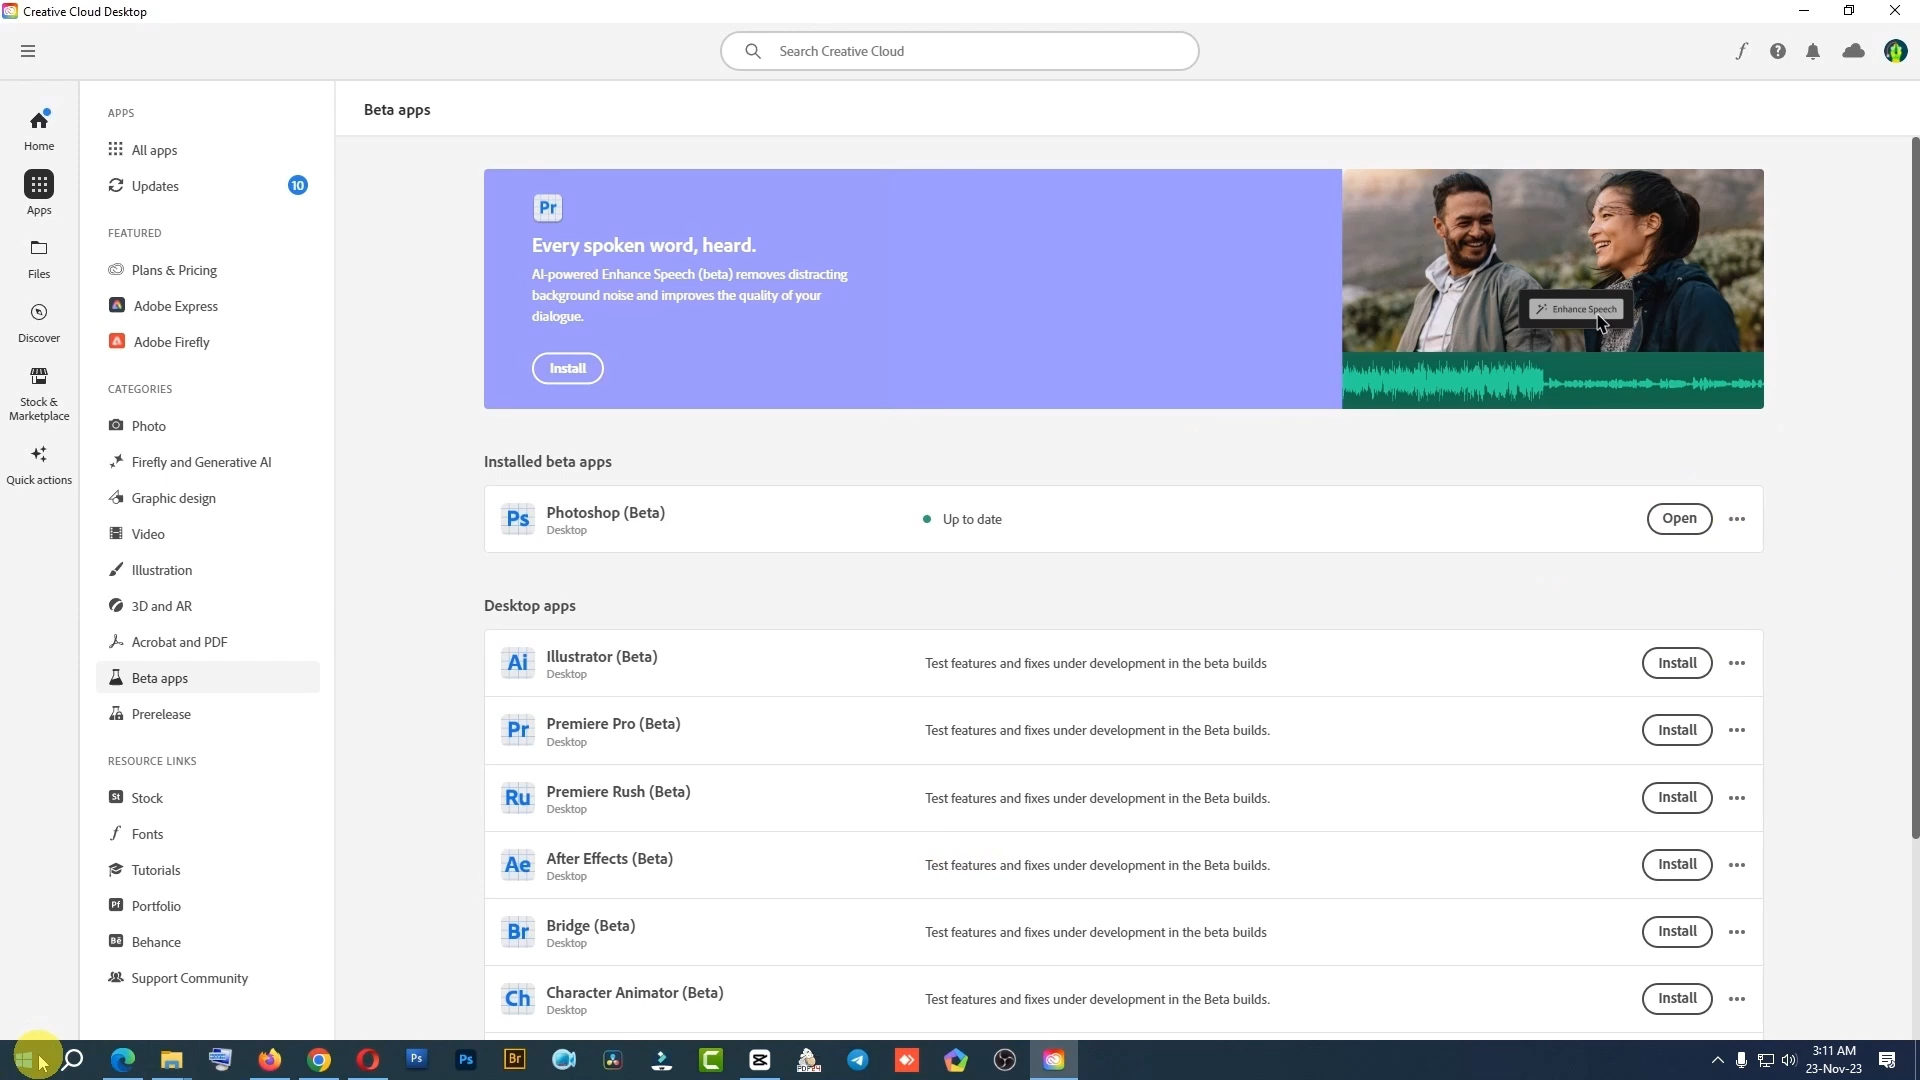 Creative Cloud Desktop
Search Creative Cloud
Home
Apps
Files
Discover
Stock &
Marketplace
Quick actions
APPS
All apps
Updates
10
FEATURED
Plans & Pricing
Adobe Express
Adobe Firefly
CATEGORIES
Photo
Firefly and Generative AI
Graphic design
Video
Illustration
3D and AR
Acrobat and PDF
Beta apps
Prerelease
RESOURCE LINKS
St Stock
Fonts
Tutorials
Pf Portfolio
Bē Behance
Support Community
Beta apps
Pr
Every spoken word, heard.
AI-powered Enhance Speech (beta) removes distracting
background noise and improves the quality of your
dialogue.
Install
Enhance Speech
Installed beta apps
Ps
Photoshop (Beta)
Desktop
Up to date
Open
Desktop apps
Ai
Illustrator (Beta)
Desktop
Test features and fixes under development in the beta builds
Install
Pr
Premiere Pro (Beta)
Desktop
Test features and fixes under development in the Beta builds.
Install
Ru
Premiere Rush (Beta)
Desktop
Test features and fixes under development in the Beta builds.
Install
Ae
After Effects (Beta)
Desktop
Test features and fixes under development in the Beta builds.
Install
Br
Bridge (Beta)
Desktop
Test features and fixes under development in the beta builds
Install
Ch
Character Animator (Beta)
Desktop
Test features and fixes under development in the Beta builds.
Install
Ps
Ps
Br
PDF24
3:11 AM
23-Nov-23